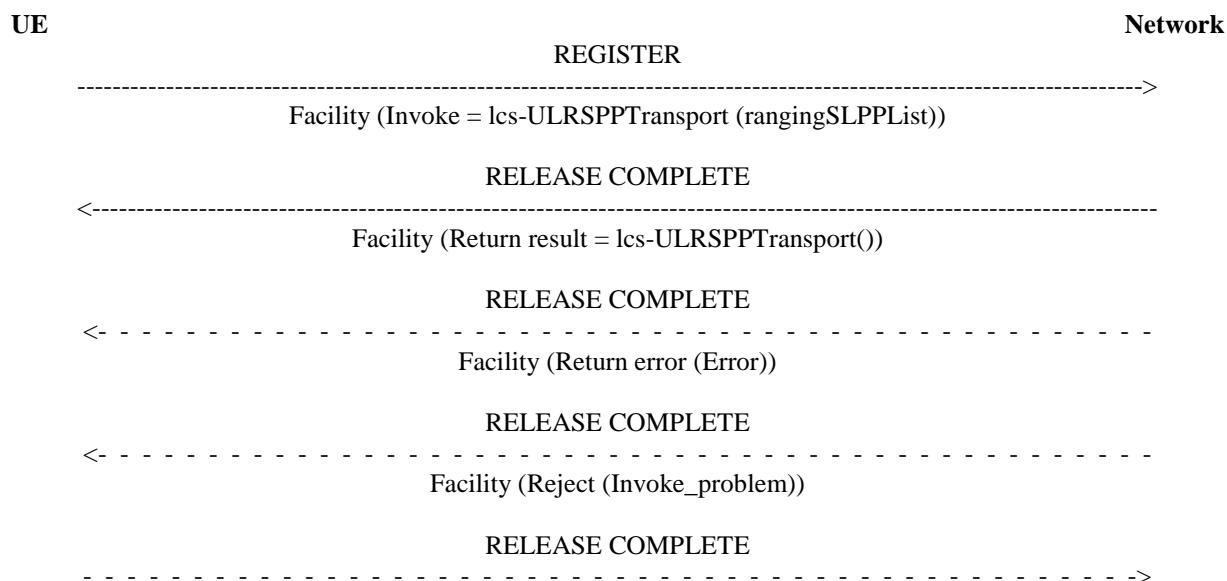 UE Network
REGISTER
------------------------------------------------------------------------------------------------------------------------->
Facility (Invoke = lcs-ULRSPPTransport (rangingSLPPList))
RELEASE COMPLETE
<-------------------------------------------------------------------------------------------------------------------------
Facility (Return result = lcs-ULRSPPTransport())
RELEASE COMPLETE
<- - - - - - - - - - - - - - - - - - - - - - - - - - - - - - - - - - - - - - - - - - - - - - - -
Facility (Return error (Error))
RELEASE COMPLETE
<- - - - - - - - - - - - - - - - - - - - - - - - - - - - - - - - - - - - - - - - - - - - - - - -
Facility (Reject (Invoke_problem))
RELEASE COMPLETE
- - - - - - - - - - - - - - - - - - - - - - - - - - - - - - - - - - - - - - - - - - - - - - - ->